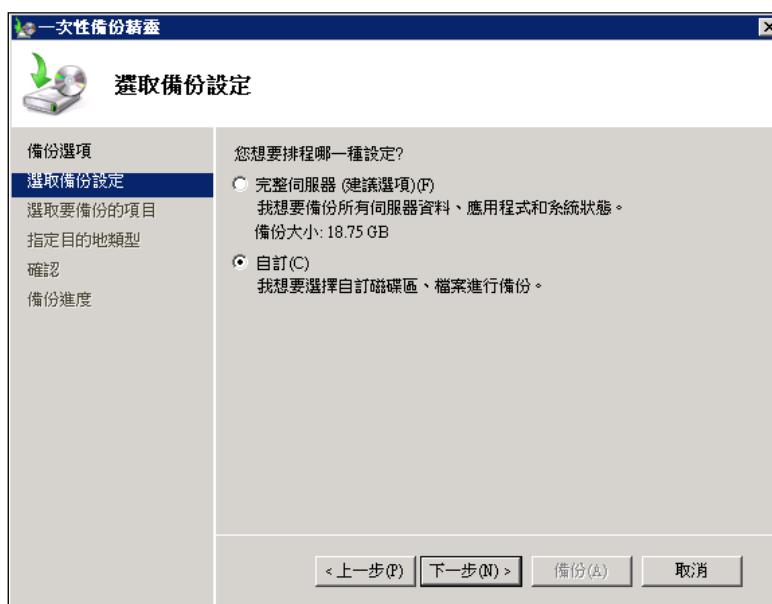 一次性備份精靈
選取備份設定
備份選項
選取備份設定
選取要備份的項目
指定目的地類型
確認
備份進度
您想要排程哪一種設定?
完整伺服器 (建議選項)(F)
我想要備份所有伺服器資料、應用程式和系統狀態。
備份大小: 18.75 GB
自訂(C)
我想要選擇自訂磁碟區、檔案進行備份。
< 上一步(P)
下一步(N) >
備份(A)
取消